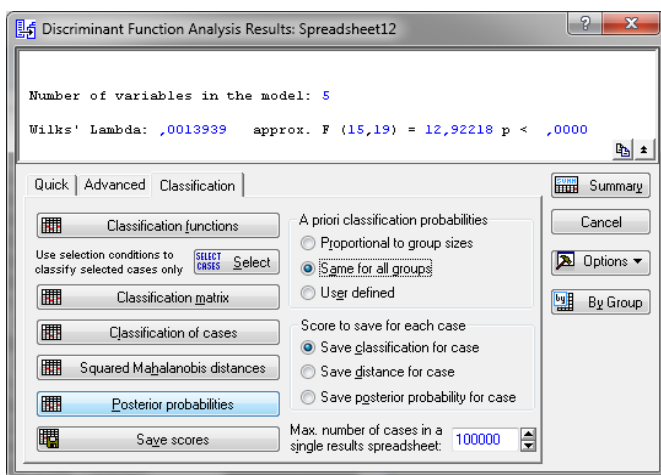 Discriminant Function Analysis Results: Spreadsheet12
? X
Number of variables in the model: 5
Wilks' Lambda: ,0013939 approx. F (15,19) = 12,92218 p < ,0000
Quick Advanced Classification
Summary
Cancel
Options
By Group
Classification functions
Use selection conditions to
classify selected cases only
SELECT
CASES
Select
Classification matrix
Classification of cases
Squared Mahalanobis distances
Posterior probabilities
Save scores
A priori classification probabilities
Proportional to group sizes
Same for all groups
User defined
Score to save for each case
Save classification for case
Save distance for case
Save posterior probability for case
Max. number of cases in a
single results spreadsheet: 100000